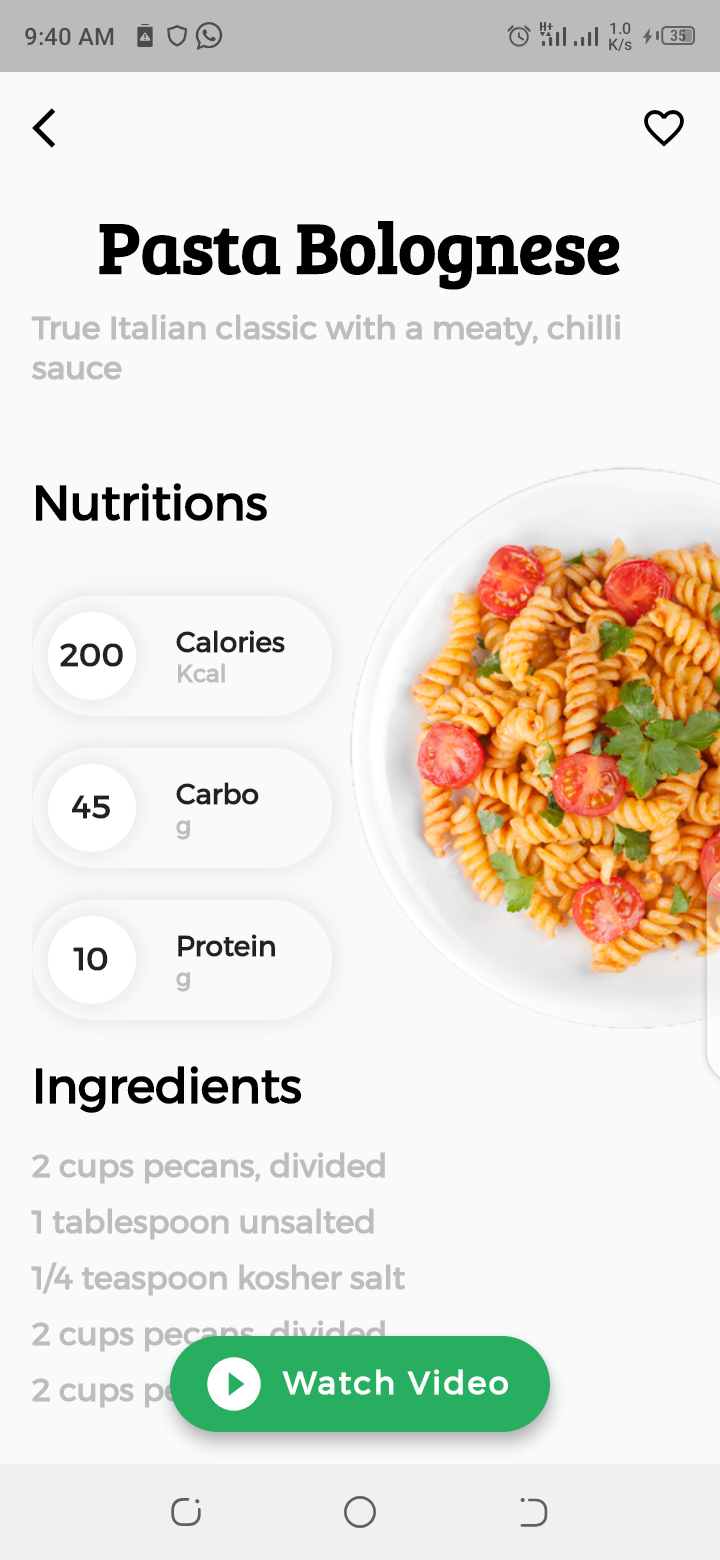 9:40 AM H+ 1.0 K/s 35
Pasta Bolognese
True Italian classic with a meaty, chilli
sauce
Nutritions
200 Calories
Kcal
45 Carbo
g
10 Protein
g
Ingredients
2 cups pecans, divided
1 tablespoon unsalted
1/4 teaspoon kosher salt
2 cups pecans, divided
2 cups
Watch Video